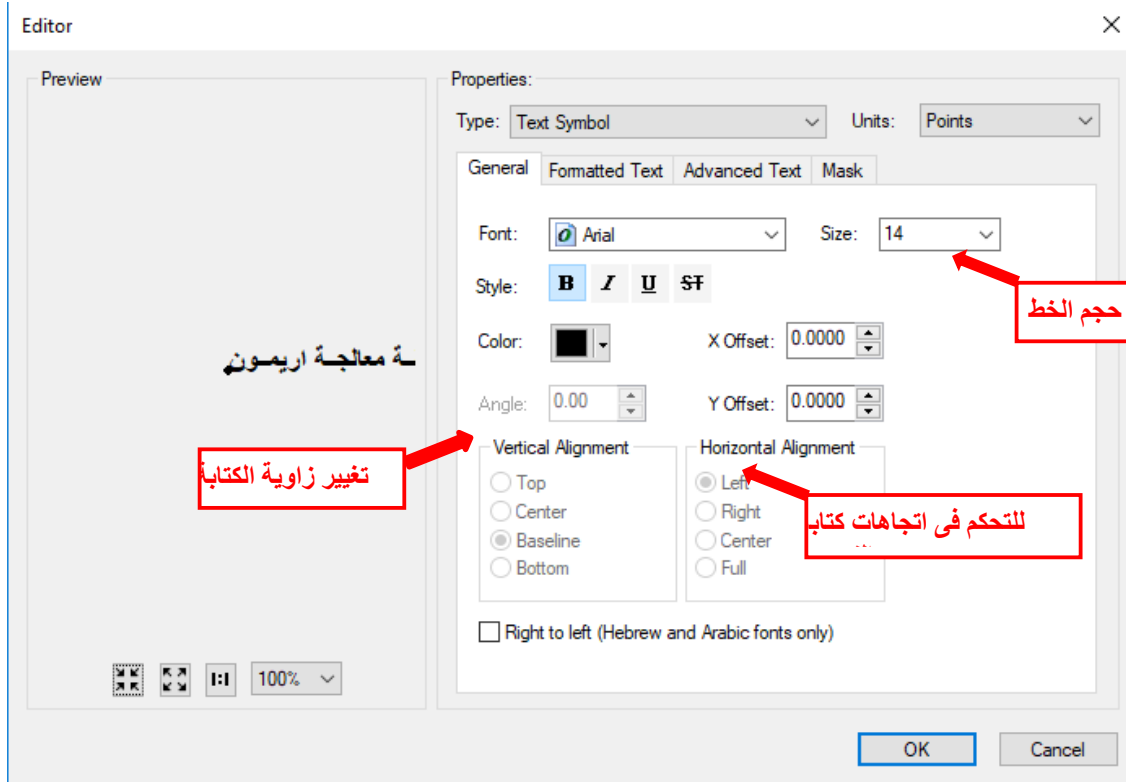 Editor
Preview
Properties:
Type: Text Symbol Units: Points
General Formatted Text Advanced Text Mask
Font: Arial Size: 14
Style: B I U ST
حجم الخط
Color: X Offset: 0.0000
ـة معالجـة اريمـون
Angle: 0.00 Y Offset: 0.0000
تغيير زاوية الكتابة
Vertical Alignment Horizontal Alignment
Top Left
Center Right
للتحكم فى اتجاهات كتاب
Baseline Center
Bottom Full
Right to left (Hebrew and Arabic fonts only)
1:1 100%
OK Cancel